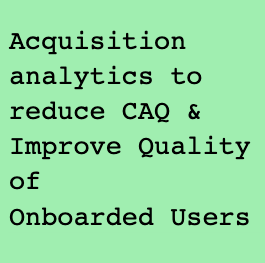 Acquisition
analytics to
reduce CAQ &
Improve Quality
of
Onboarded Users